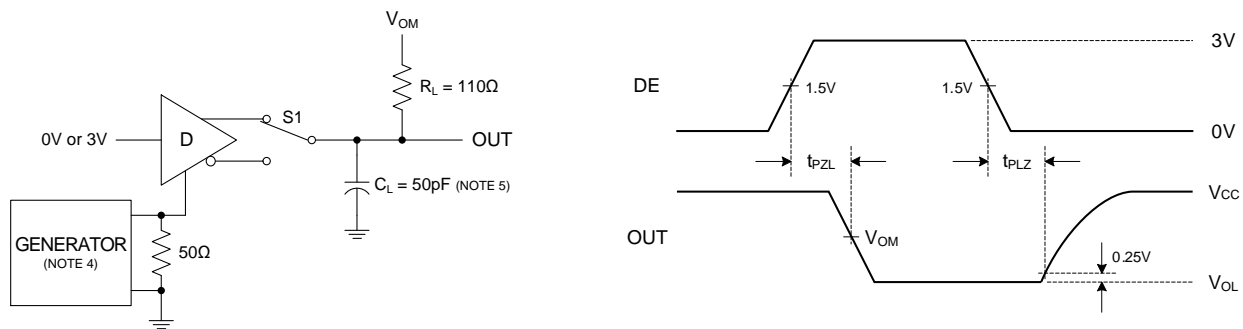 VOM
RL = 110Ω
S1
0V or 3V
D
OUT
CL = 50pF (NOTE 5)
GENERATOR
(NOTE 4)
50Ω
3V
DE
1.5V
1.5V
0V
tPZL
tPLZ
VCC
OUT
VOM
0.25V
VOL